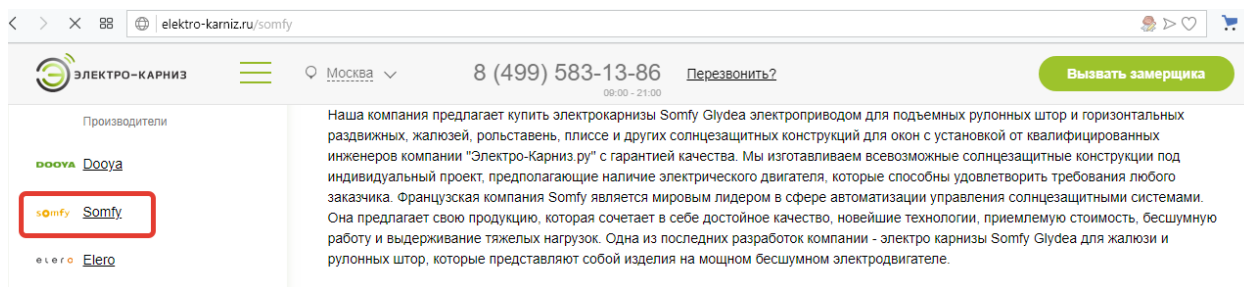 elektro-karniz.ru/somfy
ЭЛЕКТРО-КАРНИЗ
Москва
8 (499) 583-13-86
09:00 - 21:00
Перезвонить?
Вызвать замерщика
Производители
DOOYA Dooya
somfy Somfy
elero Elero
Наша компания предлагает купить электрокарнизы Somfy Glydea электроприводом для подъемных рулонных штор и горизонтальных
раздвижных, жалюзей, рольставень, плиссе и других солнцезащитных конструкций для окон с установкой от квалифицированных
инженеров компании "Электро-Карниз.ру" с гарантией качества. Мы изготавливаем всевозможные солнцезащитные конструкции под
индивидуальный проект, предполагающие наличие электрического двигателя, которые способны удовлетворить требования любого
заказчика. Французская компания Somfy является мировым лидером в сфере автоматизации управления солнцезащитными системами.
Она предлагает свою продукцию, которая сочетает в себе достойное качество, новейшие технологии, приемлемую стоимость, бесшумную
работу и выдерживание тяжелых нагрузок. Одна из последних разработок компании - электро карнизы Somfy Glydea для жалюзи и
рулонных штор, которые представляют собой изделия на мощном бесшумном электродвигателе.